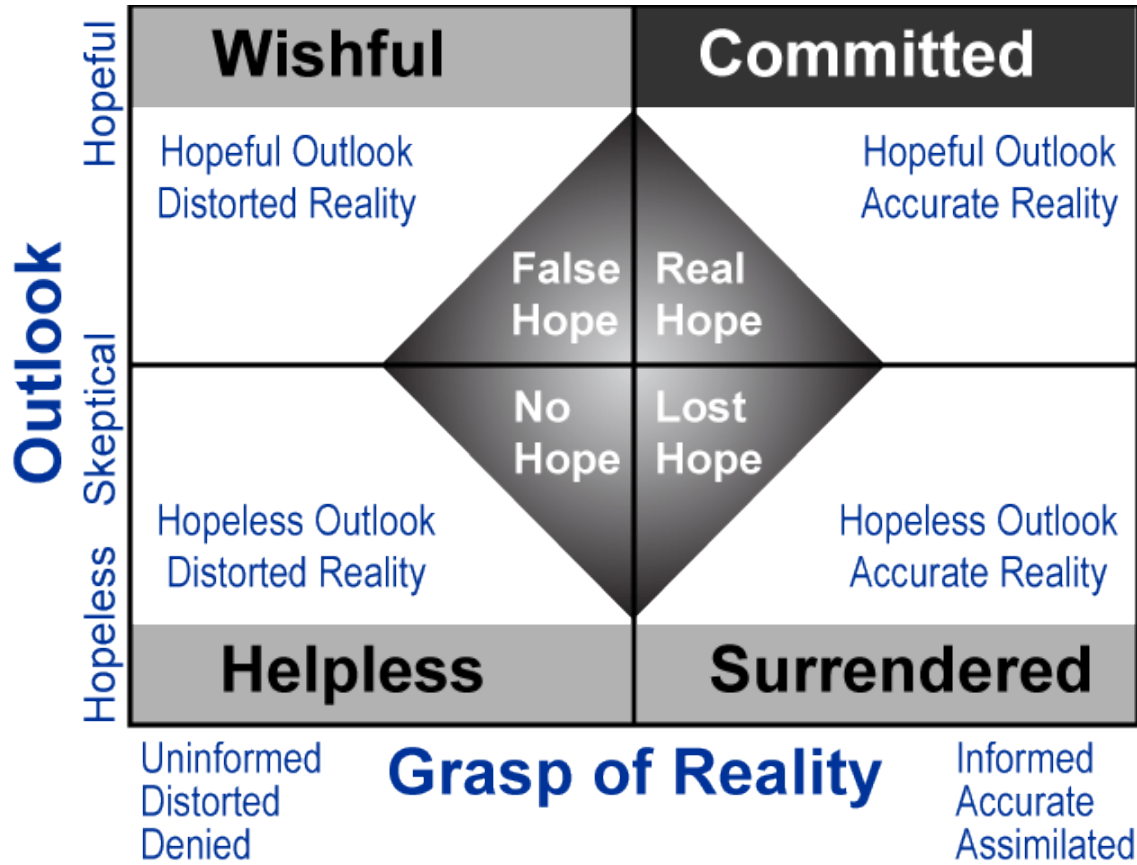 Wishful
Committed
Hopeful
Hopeful Outlook
Distorted Reality
Hopeful Outlook
Accurate Reality
False
Hope
Real
Hope
Outlook
Skeptical
No
Hope
Lost
Hope
Hopeless Outlook
Distorted Reality
Hopeless Outlook
Accurate Reality
Hopeless
Helpless
Surrendered
Uninformed
Distorted
Denied
Grasp of Reality
Informed
Accurate
Assimilated